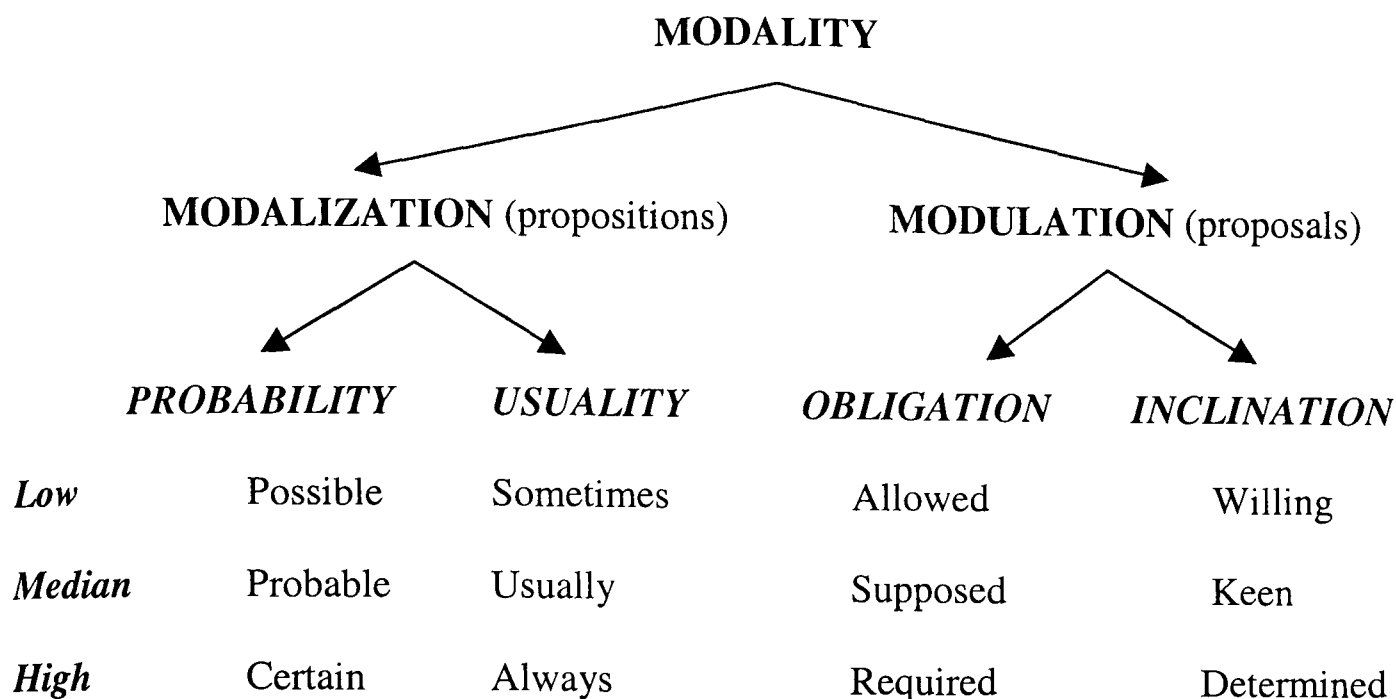 MODALITY
MODALIZATION (propositions) MODULATION (proposals)
PROBABILITY USUALITY OBLIGATION INCLINATION
Low Possible Sometimes Allowed Willing
Median Probable Usually Supposed Keen
High Certain Always Required Determined